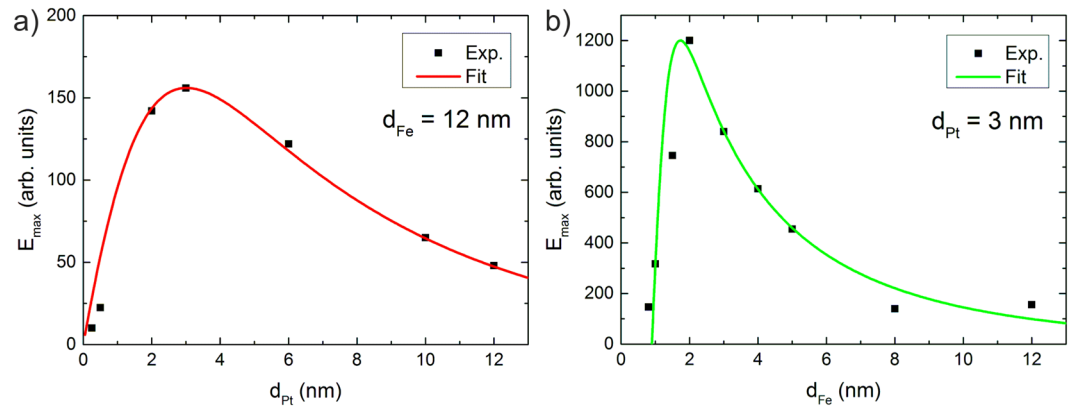 a)
200
150
100
50
0
E_max (arb. units)
Exp.
Fit
d_Fe = 12 nm
0 2 4 6 8 10 12
d_Pt (nm)
b)
1200
1000
800
600
400
200
0
E_max (arb. units)
Exp.
Fit
d_Pt = 3 nm
0 2 4 6 8 10 12
d_Fe (nm)